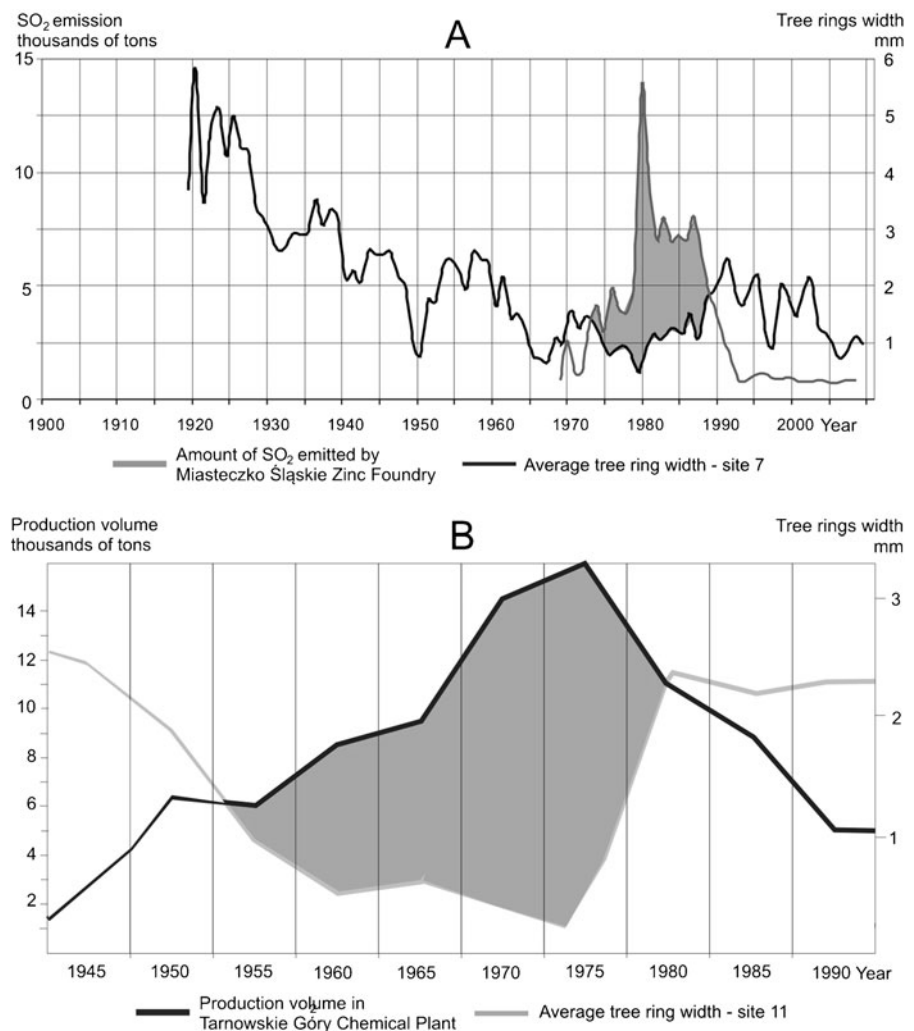 SO₂ emission
thousands of tons
A
Tree rings width
mm
15
10
5
0
6
5
4
3
2
1
1900 1910 1920 1930 1940 1950 1960 1970 1980 1990 2000 Year
Amount of SO₂ emitted by
Miasteczko Śląskie Zinc Foundry
Average tree ring width - site 7
Production volume
thousands of tons
B
Tree rings width
mm
14
12
10
8
6
4
2
3
2
1
1945 1950 1955 1960 1965 1970 1975 1980 1985 1990 Year
Production volume in
2
Tarnowskie Góry Chemical Plant
Average tree ring width - site 11